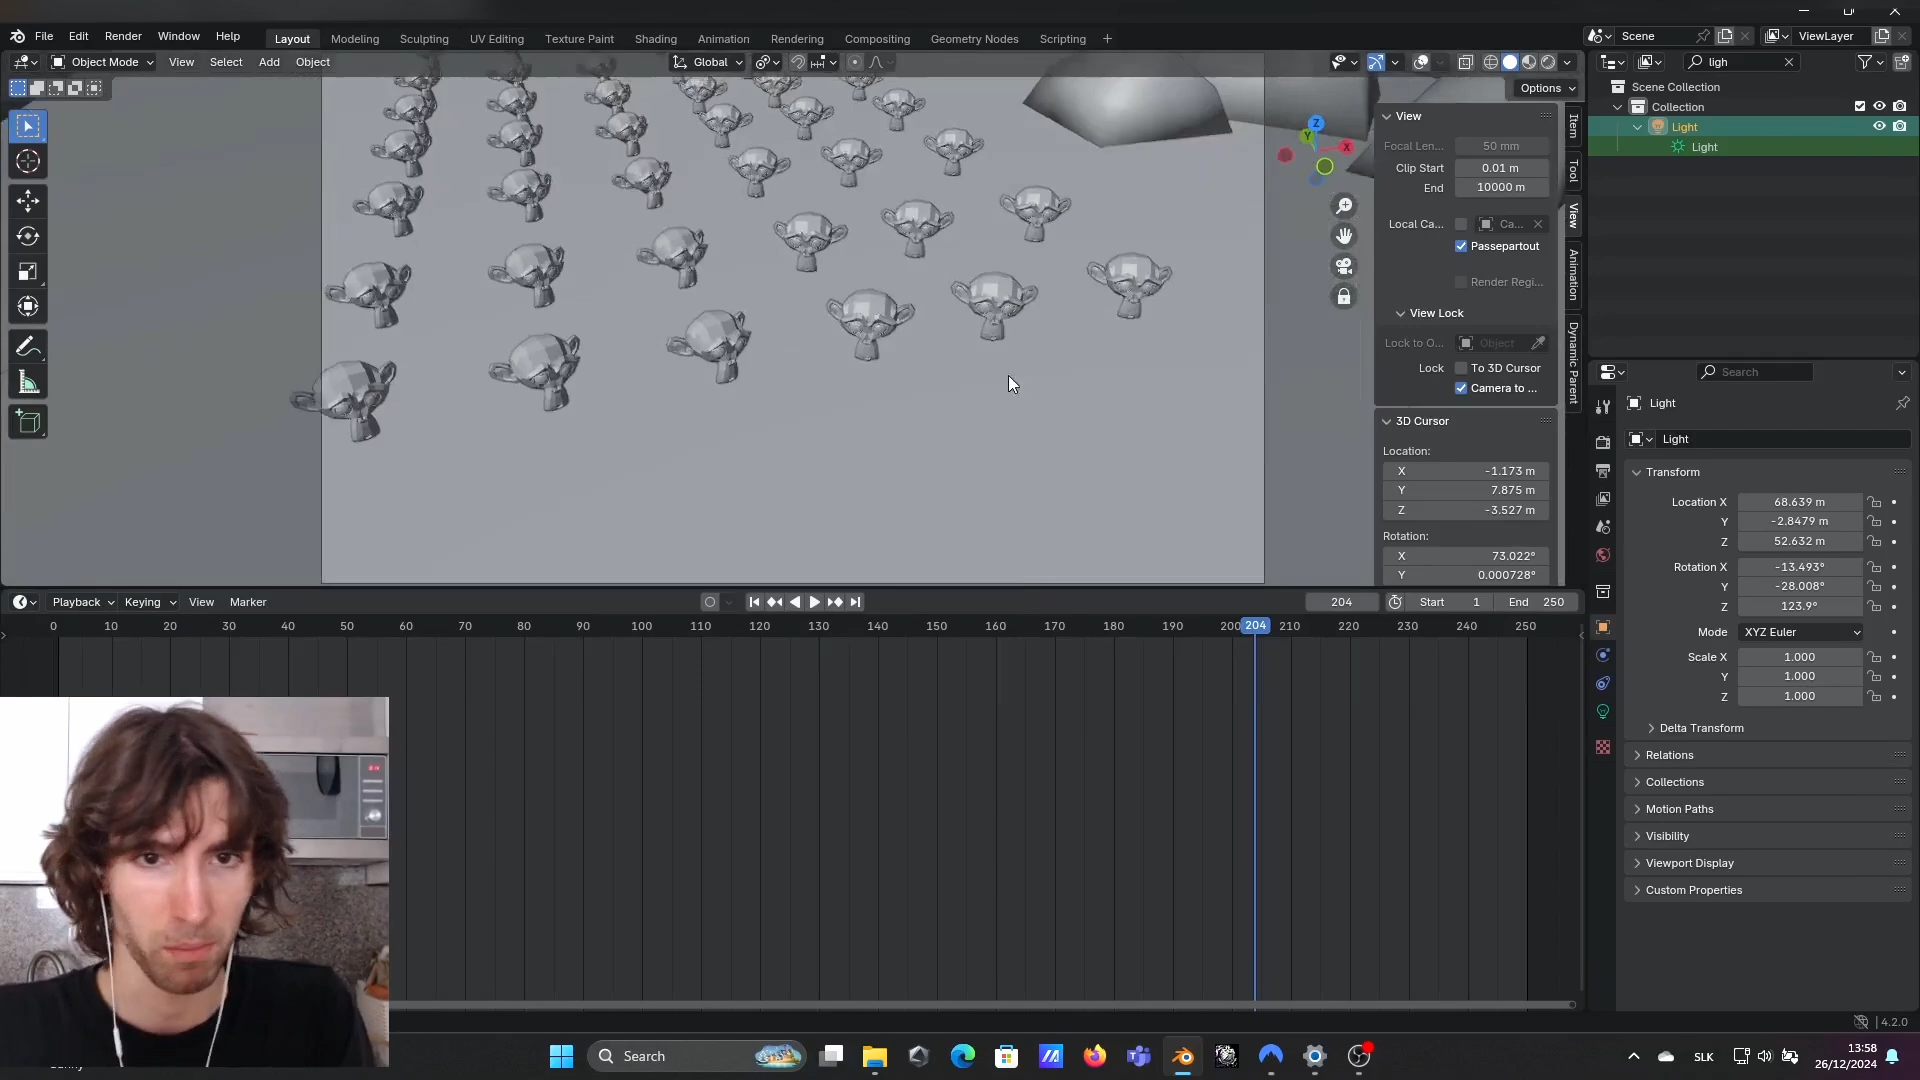 File Edit Render Window Help
Layout Modeling Sculpting UV Editing Texture Paint Shading Animation Rendering Compositing Geometry Nodes Scripting +
Scene
ViewLayer
Object Mode View Select Add Object
Global
ligh
Options
Scene Collection
Collection
Light
Light
View
Focal Len... 50 mm
Clip Start 0.01 m
End 10000 m
Local Ca... Ca...
Passepartout
Render Regi...
View Lock
Lock to O... Object
Lock To 3D Cursor
Camera to ...
3D Cursor
Location:
X -1.173 m
Y 7.875 m
Z -3.527 m
Rotation:
X 73.022°
Y 0.000728°
Item
Tool
View
Animation
Dynamic Parent
Z
Y
X
Search
Light
Light
Transform
Location X 68.639 m
Y -2.8479 m
Z 52.632 m
Rotation X -13.493°
Y -28.008°
Z 123.9°
Mode XYZ Euler
Scale X 1.000
Y 1.000
Z 1.000
Delta Transform
Relations
Collections
Motion Paths
Visibility
Viewport Display
Custom Properties
Playback Keying View Marker
204
Start 1 End 250
0 10 20 30 40 50 60 70 80 90 100 110 120 130 140 150 160 170 180 190 200 204 210 220 230 240 250
4.2.0
Search
SLK
13:58
26/12/2024